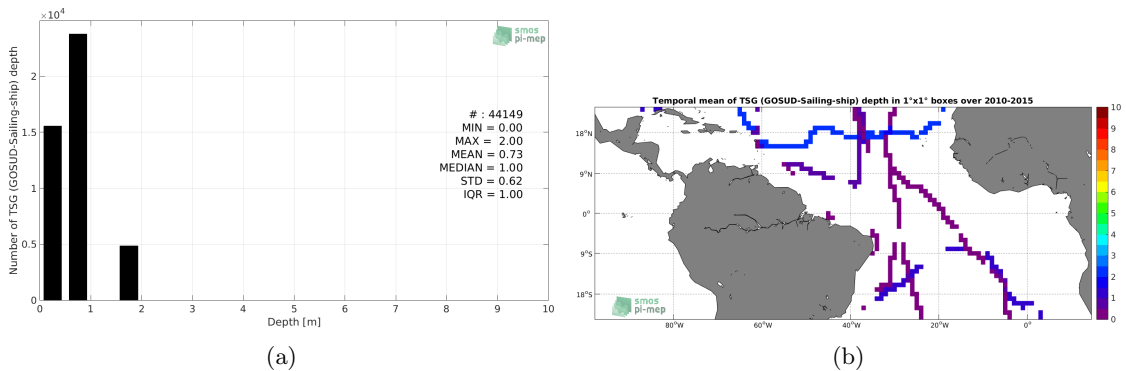 ×10⁴
2
1.5
1
0.5
0
0 1 2 3 4 5 6 7 8 9 10
Depth [m]
Number of TSG (GOSUD-Sailing-ship) depth
smos
pi-mep
# : 44149
MIN = 0.00
MAX = 2.00
MEAN = 0.73
MEDIAN = 1.00
STD = 0.62
IQR = 1.00
(a)
Temporal mean of TSG (GOSUD-Sailing-ship) depth in 1°x1° boxes over 2010-2015
18°N
9°N
0°
9°S
18°S
80°W 60°W 40°W 20°W 0°
smos
pi-mep
10
9
8
7
6
5
4
3
2
1
0
(b)